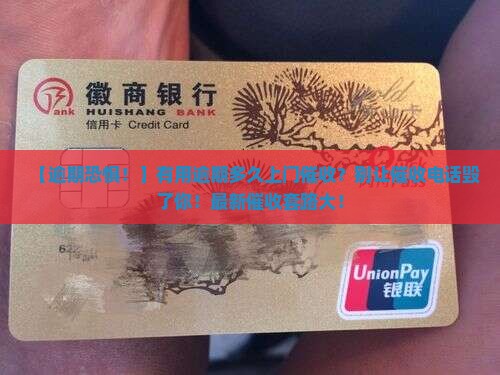 徽商银行
HUISHANG BANK
信用卡 Credit Card
【逾期恐惧！】有用逾期多久上门催收？别让催收电话毁
了你！最新催收套路大！
UnionPay
银联